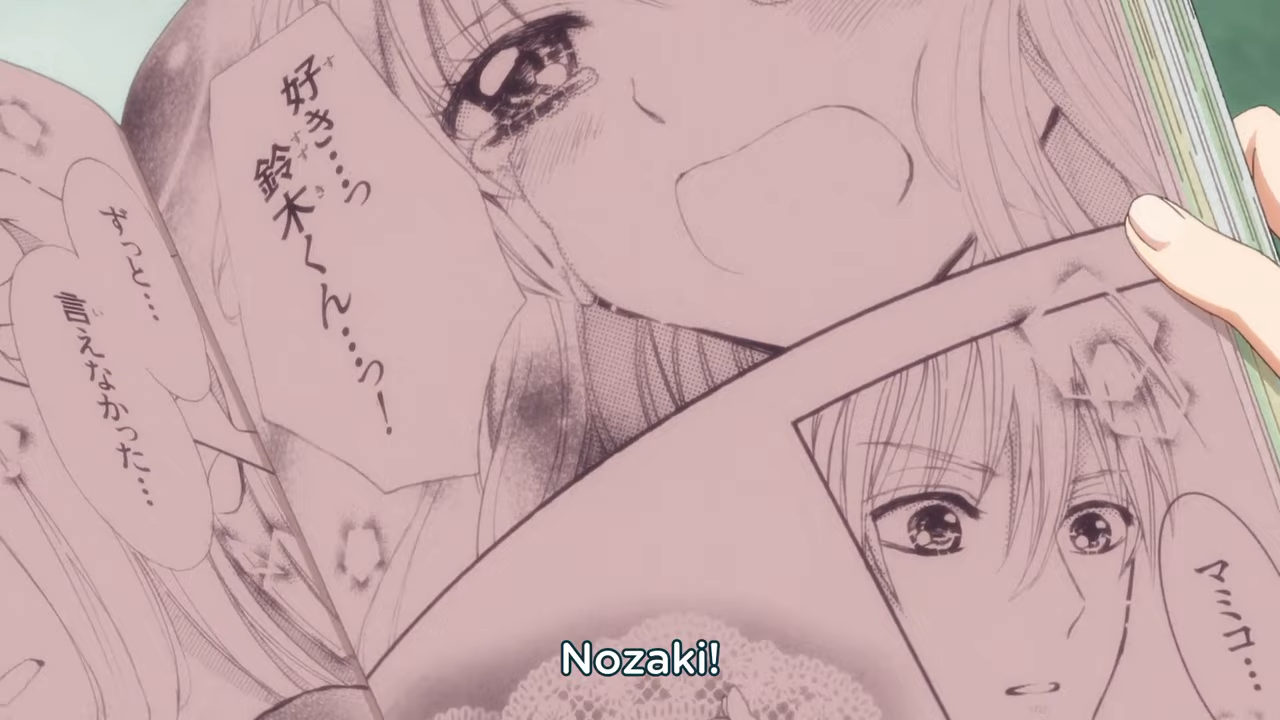 マミコ…
好き…っ
鈴木くん…っ！
ずっと…
言えなかった…
Nozaki!